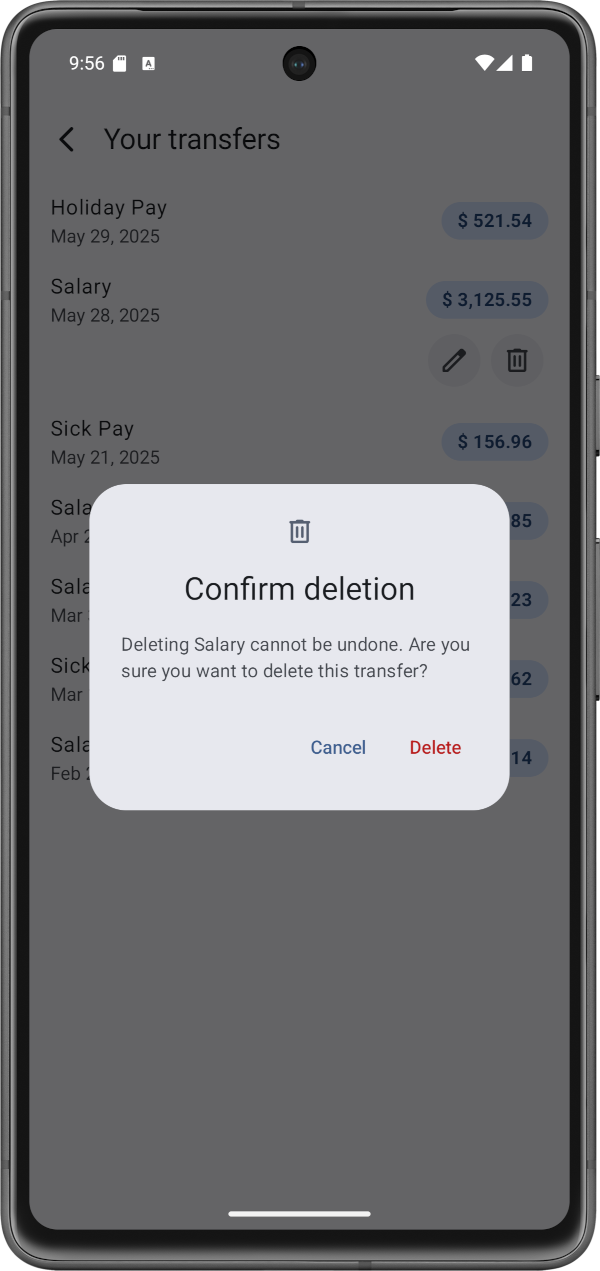 9:56
Your transfers
Holiday Pay
$ 521.54
May 29, 2025
Salary
$ 3,125.55
May 28, 2025
Sick Pay
$ 156.96
May 21, 2025
Sala
85
Apr 2
Sala
23
Mar
Sick
62
Mar
Sala
14
Feb 2
Confirm deletion
Deleting Salary cannot be undone. Are you
sure you want to delete this transfer?
Cancel
Delete